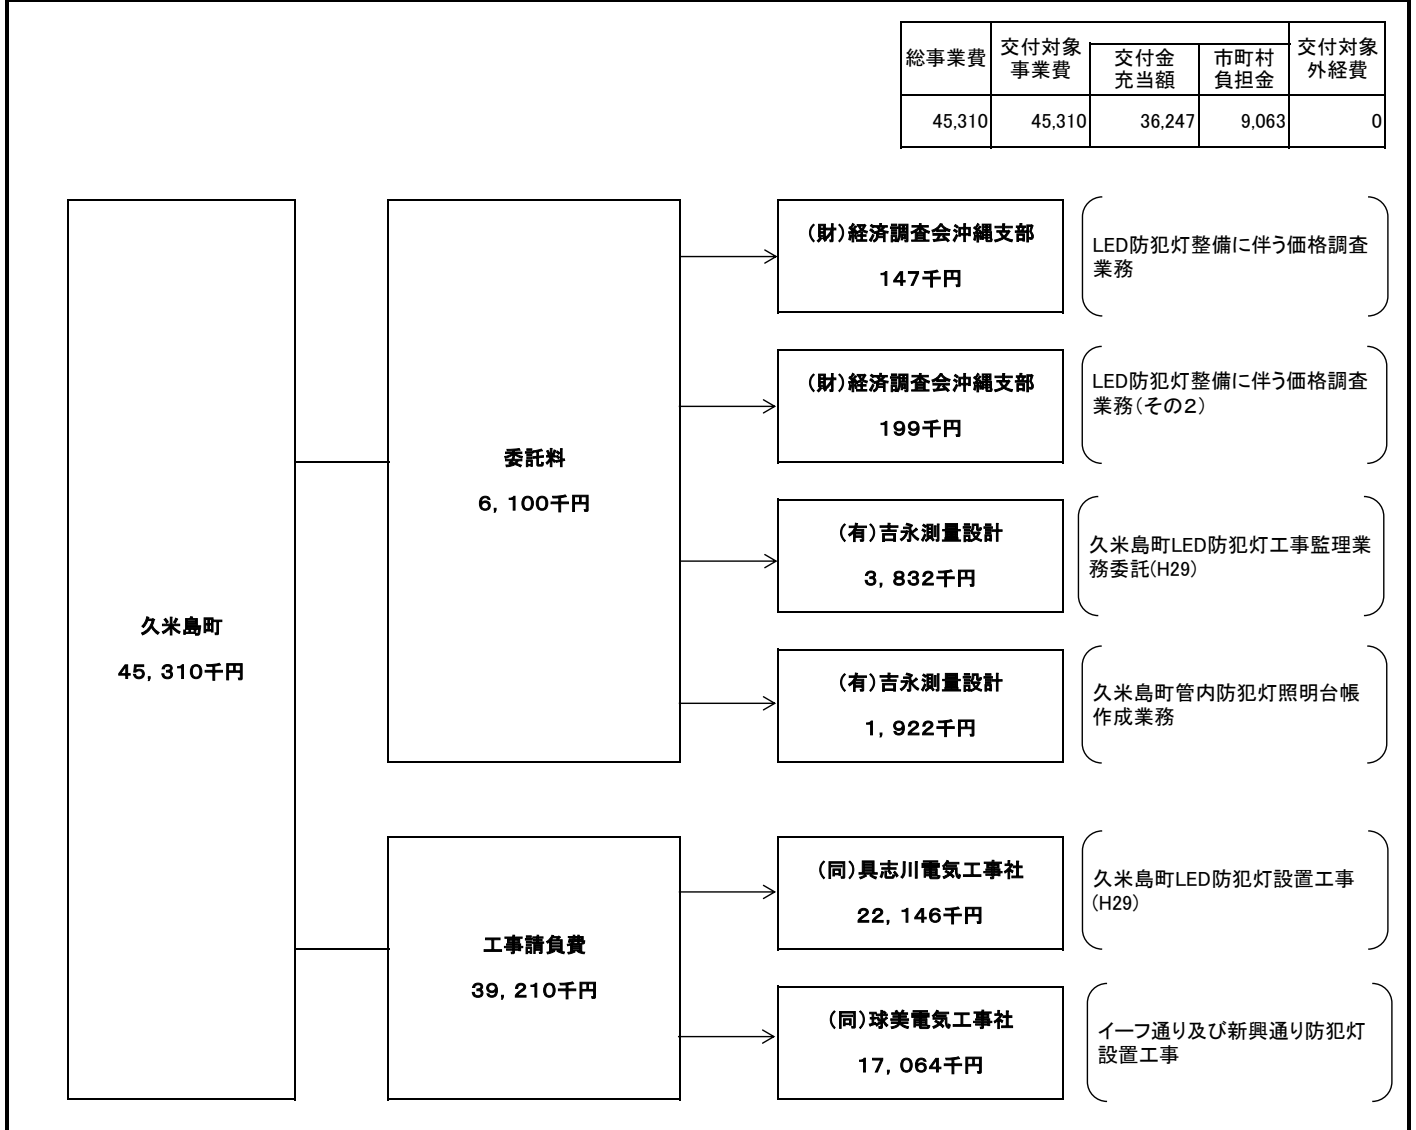 総事業費
交付対象
事業費
交付金
充当額
市町村
負担金
交付対象
外経費
45,310
45,310
36,247
9,063
0
久米島町
45，310千円
委託料
6，100千円
（財）経済調査会沖縄支部
147千円
LED防犯灯整備に伴う価格調査
業務
（財）経済調査会沖縄支部
199千円
LED防犯灯整備に伴う価格調査
業務（その２）
（有）吉永測量設計
3，832千円
久米島町LED防犯灯工事監理業
務委託(H29)
（有）吉永測量設計
1，922千円
久米島町管内防犯灯照明台帳
作成業務
工事請負費
39，210千円
（同）具志川電気工事社
22，146千円
久米島町LED防犯灯設置工事
(H29)
（同）球美電気工事社
17，064千円
イーフ通り及び新興通り防犯灯
設置工事